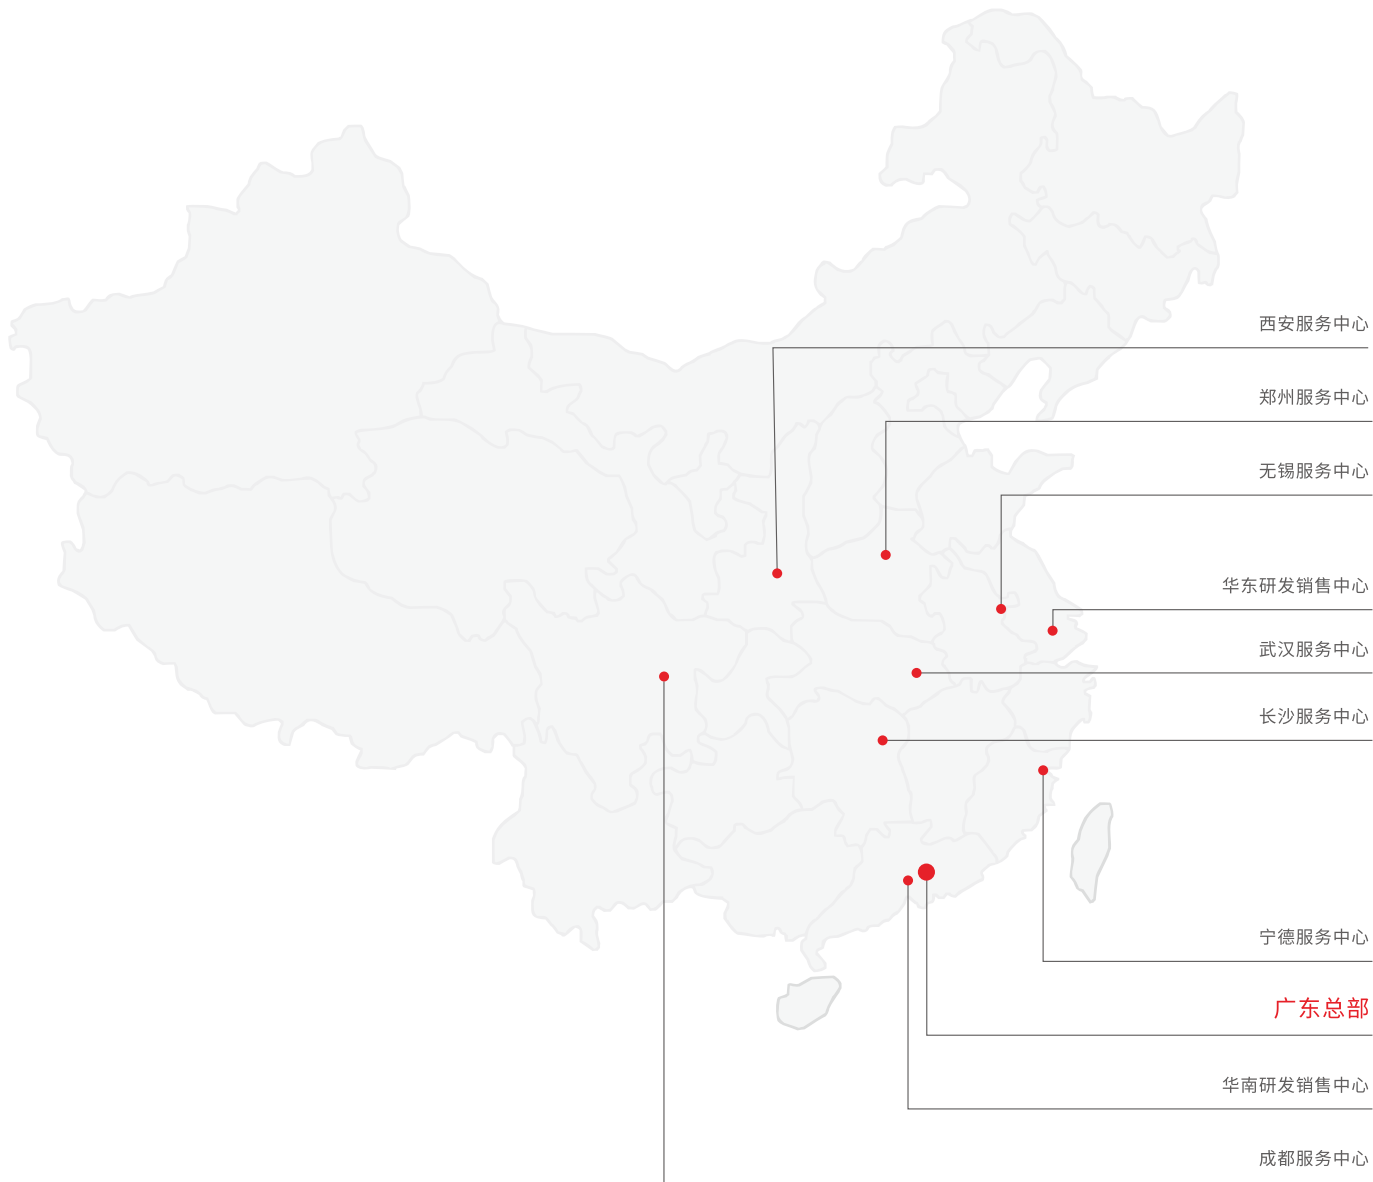 西安服务中心
郑州服务中心
无锡服务中心
华东研发销售中心
武汉服务中心
长沙服务中心
宁德服务中心
广东总部
华南研发销售中心
成都服务中心